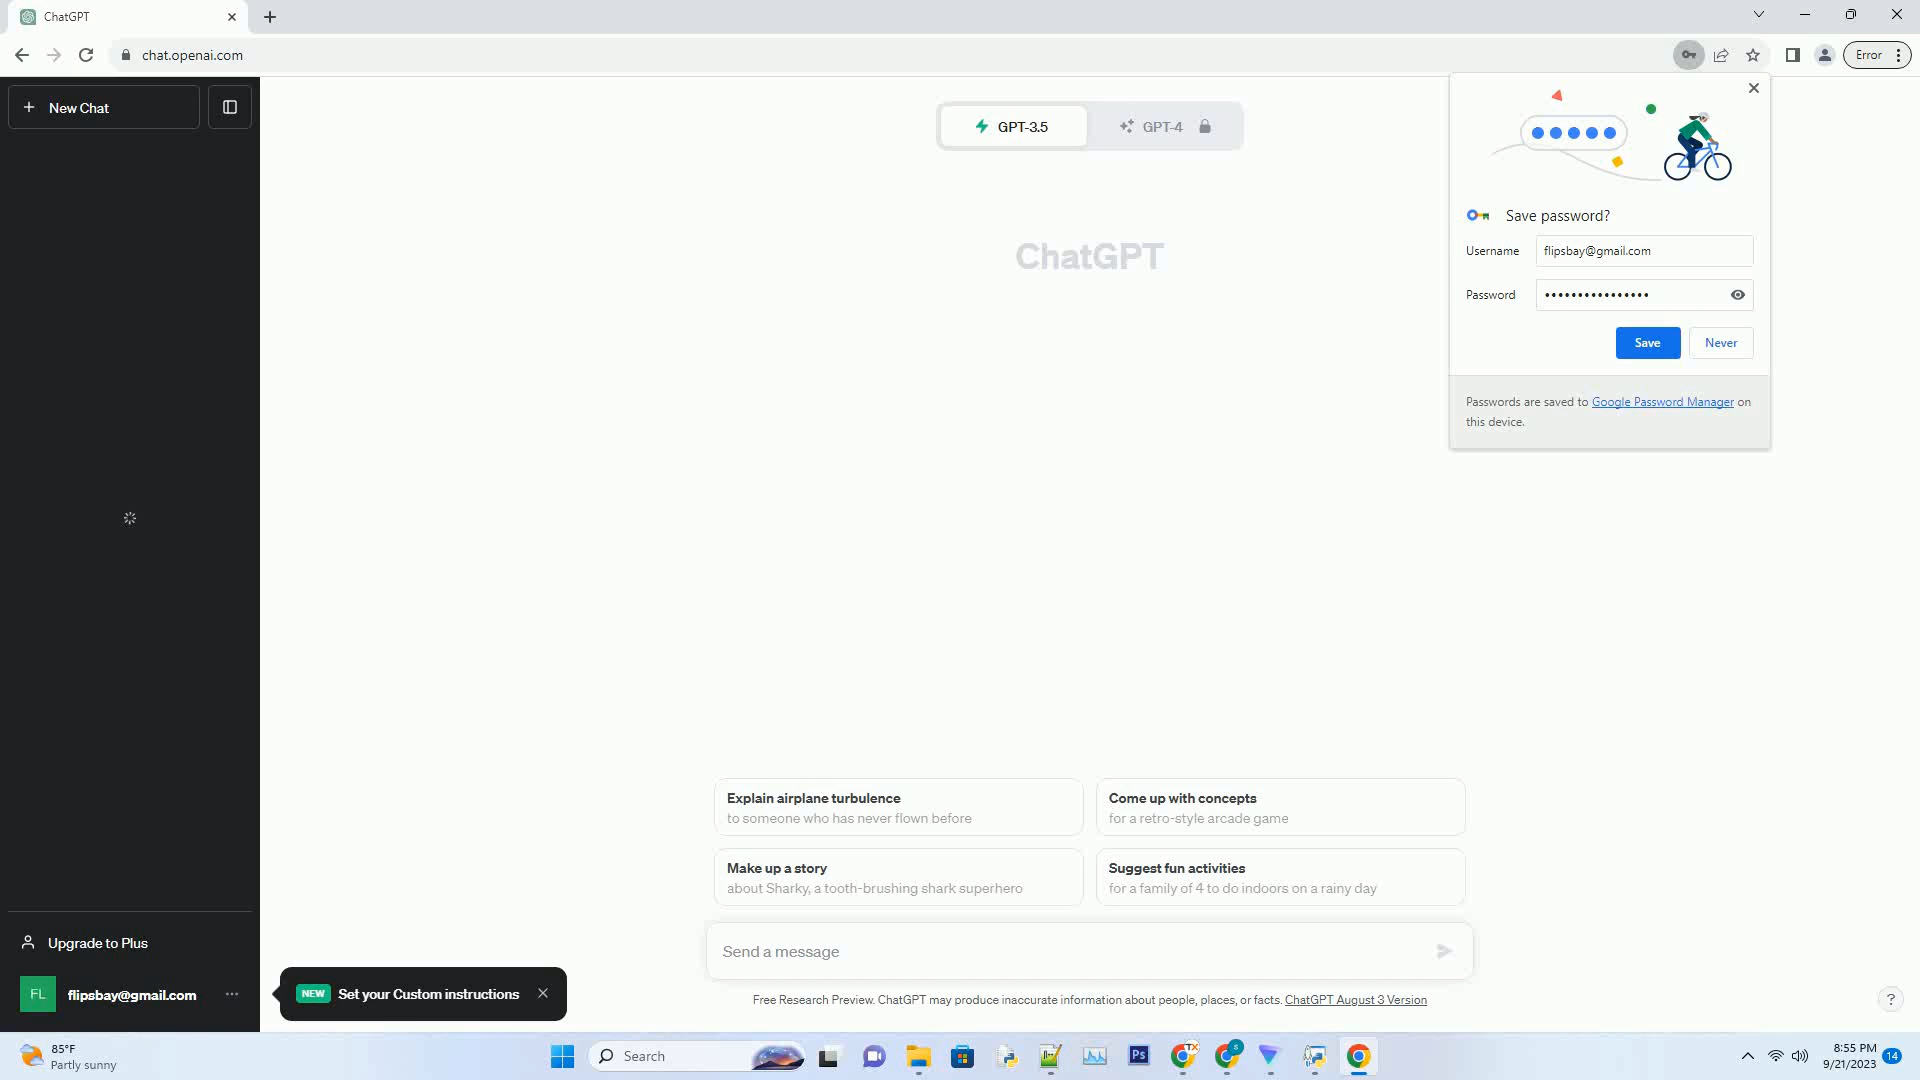 ChatGPT
chat.openai.com
Error
New Chat
GPT-3.5
GPT-4
ChatGPT
Save password?
Username
flipsbay@gmail.com
Password
••••••••••••••••
Save
Never
Passwords are saved to Google Password Manager on
this device.
Explain airplane turbulence
to someone who has never flown before
Come up with concepts
for a retro-style arcade game
Make up a story
about Sharky, a tooth-brushing shark superhero
Suggest fun activities
for a family of 4 to do indoors on a rainy day
Upgrade to Plus
Send a message
FL
flipsbay@gmail.com
NEW Set your Custom instructions
Free Research Preview. ChatGPT may produce inaccurate information about people, places, or facts. ChatGPT August 3 Version
?
85°F
Partly sunny
Search
Ps
TX
S
8:55 PM
9/21/2023
14